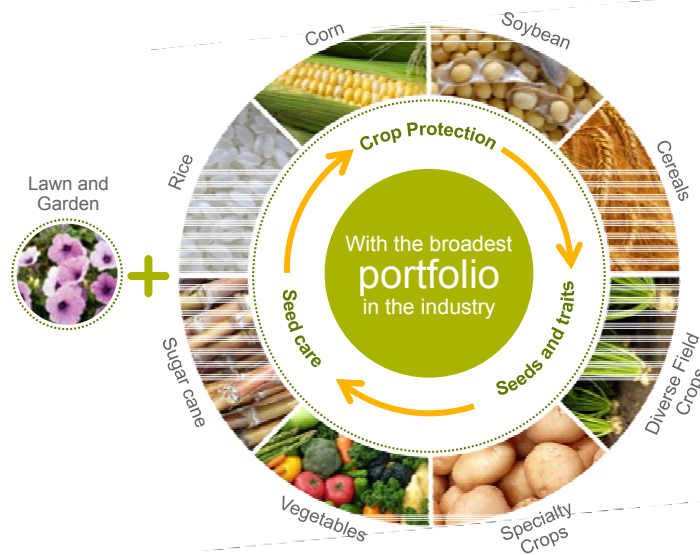 Corn
Soybean
Cereals
Diverse Field
Crops
Specialty
Crops
Vegetables
Sugar cane
Rice
Lawn and
Garden
Crop Protection
Seeds and traits
Seed care
With the broadest
portfolio
in the industry